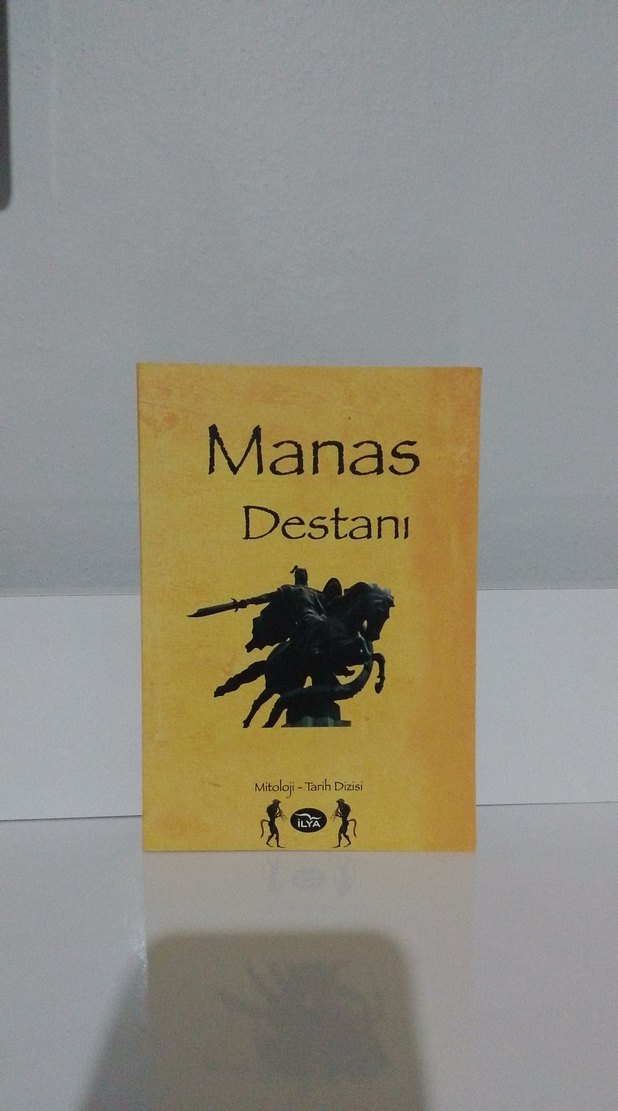 Manas
Destanı
Mitoloji - Tarih Dizisi
İLYA